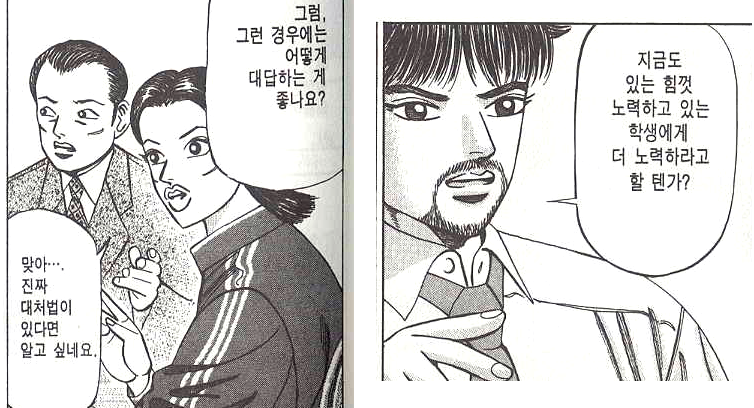 그럼,
그런 경우에는
어떻게
대답하는 게
좋나요?
맞아….
진짜
대처법이
있다면
알고 싶네요.
지금도
있는 힘껏
노력하고 있는
학생에게
더 노력하라고
할 텐가?